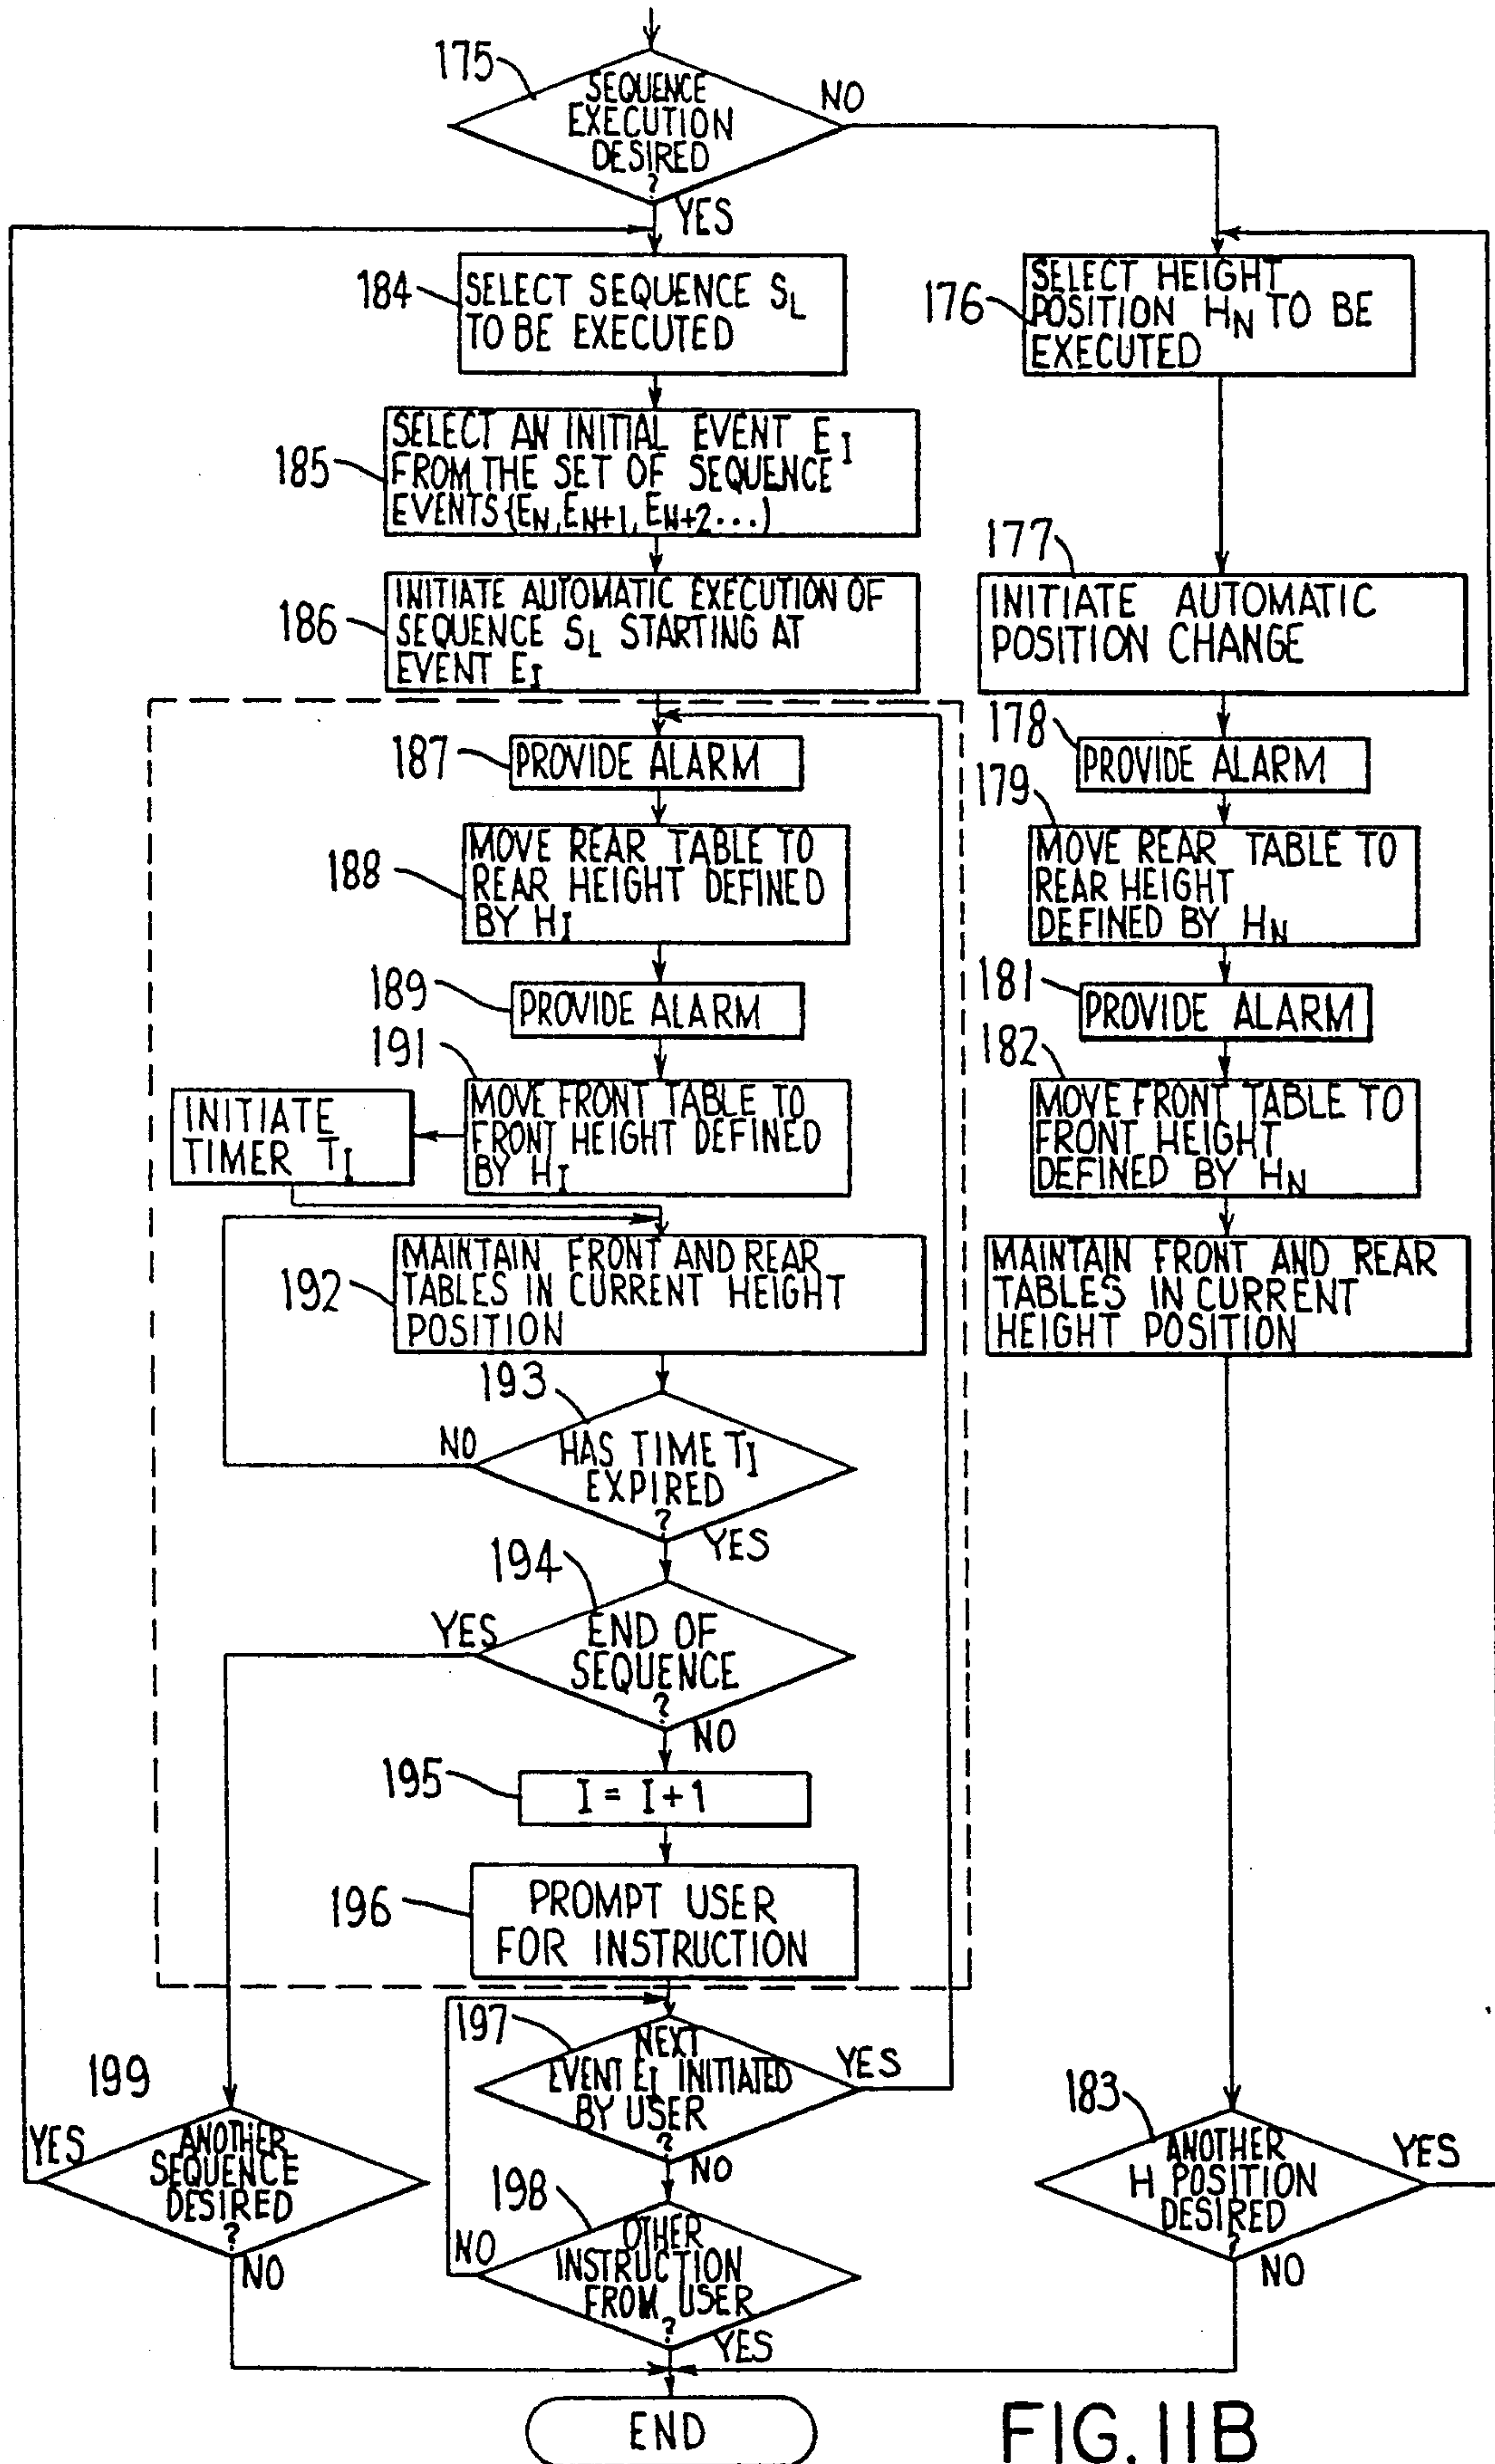 175
SEQUENCE
EXECUTION
DESIRED
?
NO
YES
184
SELECT SEQUENCE SL
TO BE EXECUTED
176
SELECT HEIGHT
POSITION HN TO BE
EXECUTED
185
SELECT AN INITIAL EVENT EI
FROM THE SET OF SEQUENCE
EVENTS {EN, EN+1, EN+2...)
186
INITIATE AUTOMATIC EXECUTION OF
SEQUENCE SL STARTING AT
EVENT EI
177
INITIATE AUTOMATIC
POSITION CHANGE
187
PROVIDE ALARM
178
PROVIDE ALARM
188
MOVE REAR TABLE TO
REAR HEIGHT DEFINED
BY HI
179
MOVE REAR TABLE TO
REAR HEIGHT
DEFINED BY HN
189
PROVIDE ALARM
181
PROVIDE ALARM
191
MOVE FRONT TABLE TO
FRONT HEIGHT DEFINED
BY HI
INITIATE
TIMER TI
182
MOVE FRONT TABLE TO
FRONT HEIGHT
DEFINED BY HN
192
MAINTAIN FRONT AND REAR
TABLES IN CURRENT HEIGHT
POSITION
MAINTAIN FRONT AND REAR
TABLES IN CURRENT
HEIGHT POSITION
193
NO
HAS TIME TI
EXPIRED
?
YES
194
YES
END OF
SEQUENCE
?
NO
195
I = I+1
196
PROMPT USER
FOR INSTRUCTION
197
NEXT
EVENT EI INITIATED
BY USER
?
YES
NO
199
YES
ANOTHER
SEQUENCE
DESIRED
?
NO
198
NO
OTHER
INSTRUCTION
FROM USER
?
YES
183
ANOTHER
H POSITION
DESIRED
?
YES
NO
END
FIG. 11B